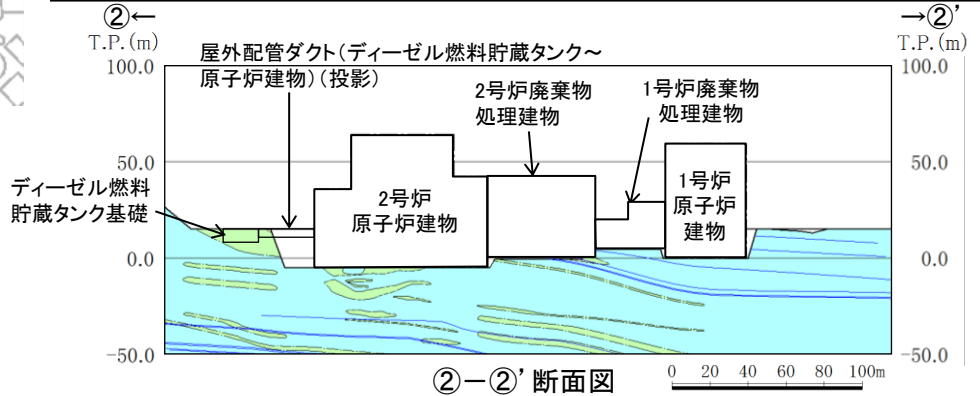 ②←
→②'
T.P.(m)
T.P.(m)
屋外配管ダクト(ディーゼル燃料貯蔵タンク～
原子炉建物)(投影)
100.0
100.0
2号炉廃棄物
処理建物
1号炉廃棄物
処理建物
50.0
50.0
ディーゼル燃料
貯蔵タンク基礎
2号炉
原子炉建物
1号炉
原子炉
建物
0.0
0.0
-50.0
-50.0
②－②'断面図
0 20 40 60 80 100m